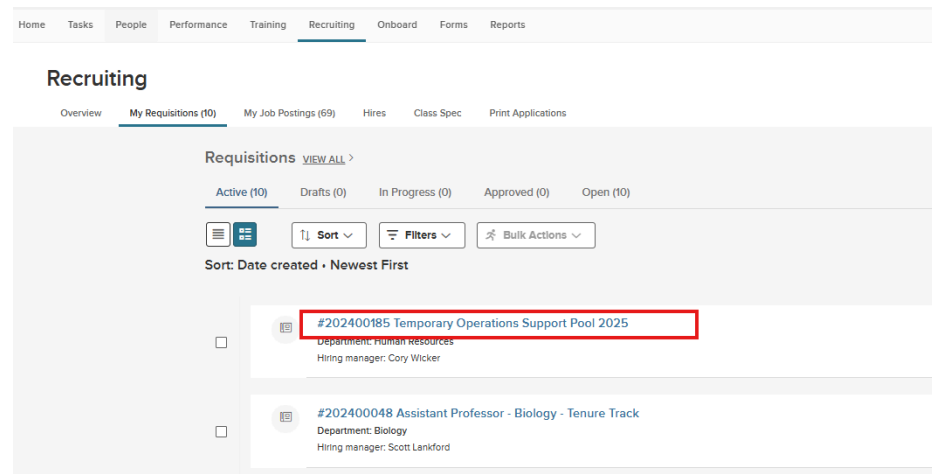 Home Tasks People Performance Training Recruiting Onboard Forms Reports
Recruiting
Overview My Requisitions (10) My Job Postings (69) Hires Class Spec Print Applications
Requisitions VIEW ALL >
Active (10) Drafts (0) In Progress (0) Approved (0) Open (10)
Sort Filters Bulk Actions
Sort: Date created • Newest First
#202400185 Temporary Operations Support Pool 2025
Department: Human Resources
Hiring manager: Cory Wicker
#202400048 Assistant Professor - Biology - Tenure Track
Department: Biology
Hiring manager: Scott Lankford